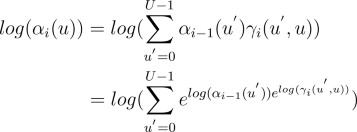 log(α_i(u)) = log(∑_{u'=0}^{U-1} α_{i-1}(u')γ_i(u',u))
= log(∑_{u'=0}^{U-1} e^{log(α_{i-1}(u'))e^{log(γ_i(u',u))}})